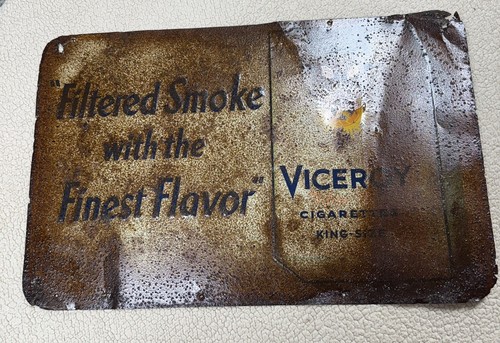 "Filtered Smoke
with the
Finest Flavor"
VICEROY
CIGARETTES
KING-SIZE